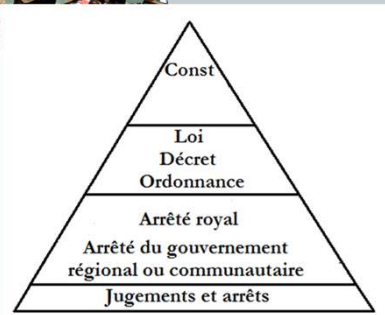 Const
Loi
Décret
Ordonnance
Arrêté royal
Arrêté du gouvernement
régional ou communautaire
Jugements et arrêts